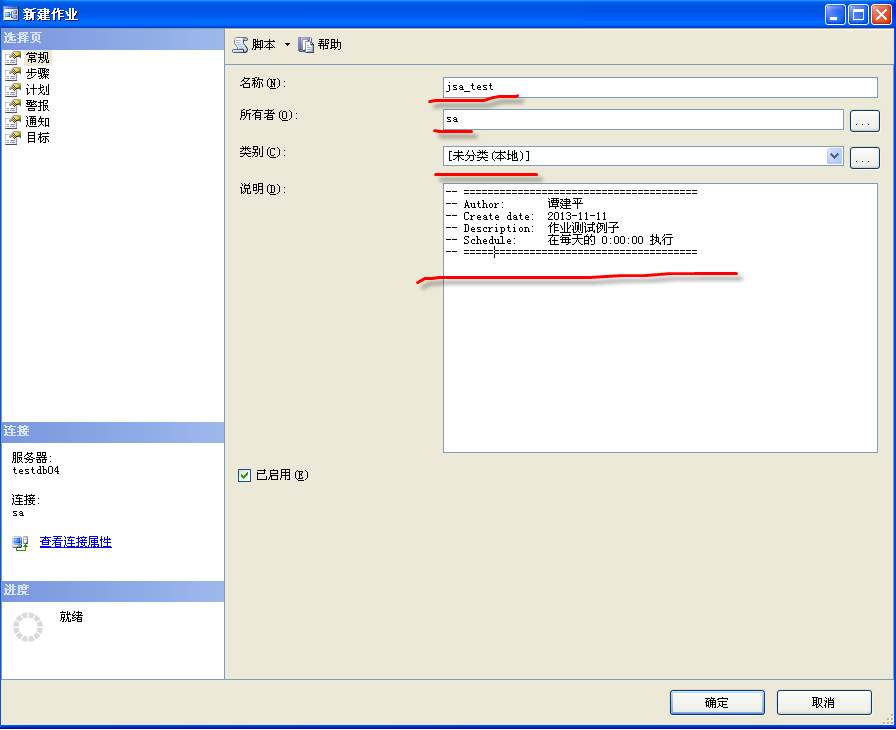 新建作业
选择页
常规
步骤
计划
警报
通知
目标
连接
服务器:
testdb04
连接:
sa
查看连接属性
进度
就绪
脚本
帮助
名称(N):
jsa_test
所有者(O):
sa
...
类别(C):
[未分类(本地)]
...
说明(D):
-- ======================================
-- Author: 谭建平
-- Create date: 2013-11-11
-- Description: 作业测试例子
-- Schedule: 在每天的 0:00:00 执行
-- ======================================
已启用(E)
确定
取消